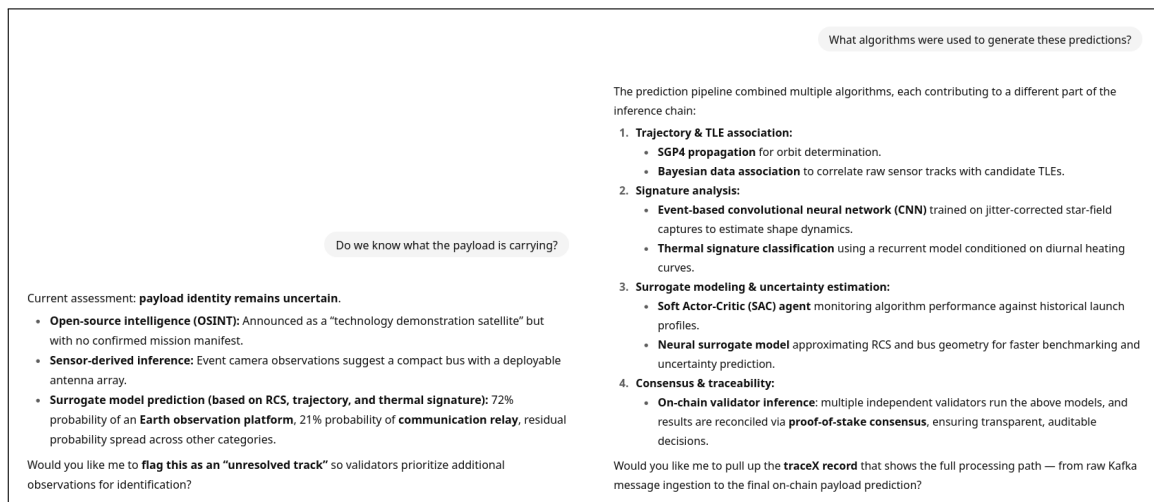 Do we know what the payload is carrying?
Current assessment: payload identity remains uncertain.
• Open-source intelligence (OSINT): Announced as a “technology demonstration satellite” but
with no confirmed mission manifest.
• Sensor-derived inference: Event camera observations suggest a compact bus with a deployable
antenna array.
• Surrogate model prediction (based on RCS, trajectory, and thermal signature): 72%
probability of an Earth observation platform, 21% probability of communication relay, residual
probability spread across other categories.
Would you like me to flag this as an “unresolved track” so validators prioritize additional
observations for identification?
What algorithms were used to generate these predictions?
The prediction pipeline combined multiple algorithms, each contributing to a different part of the
inference chain:
1. Trajectory & TLE association:
• SGP4 propagation for orbit determination.
• Bayesian data association to correlate raw sensor tracks with candidate TLEs.
2. Signature analysis:
• Event-based convolutional neural network (CNN) trained on jitter-corrected star-field
captures to estimate shape dynamics.
• Thermal signature classification using a recurrent model conditioned on diurnal heating
curves.
3. Surrogate modeling & uncertainty estimation:
• Soft Actor-Critic (SAC) agent monitoring algorithm performance against historical launch
profiles.
• Neural surrogate model approximating RCS and bus geometry for faster benchmarking and
uncertainty prediction.
4. Consensus & traceability:
• On-chain validator inference: multiple independent validators run the above models, and
results are reconciled via proof-of-stake consensus, ensuring transparent, auditable
decisions.
Would you like me to pull up the traceX record that shows the full processing path — from raw Kafka
message ingestion to the final on-chain payload prediction?